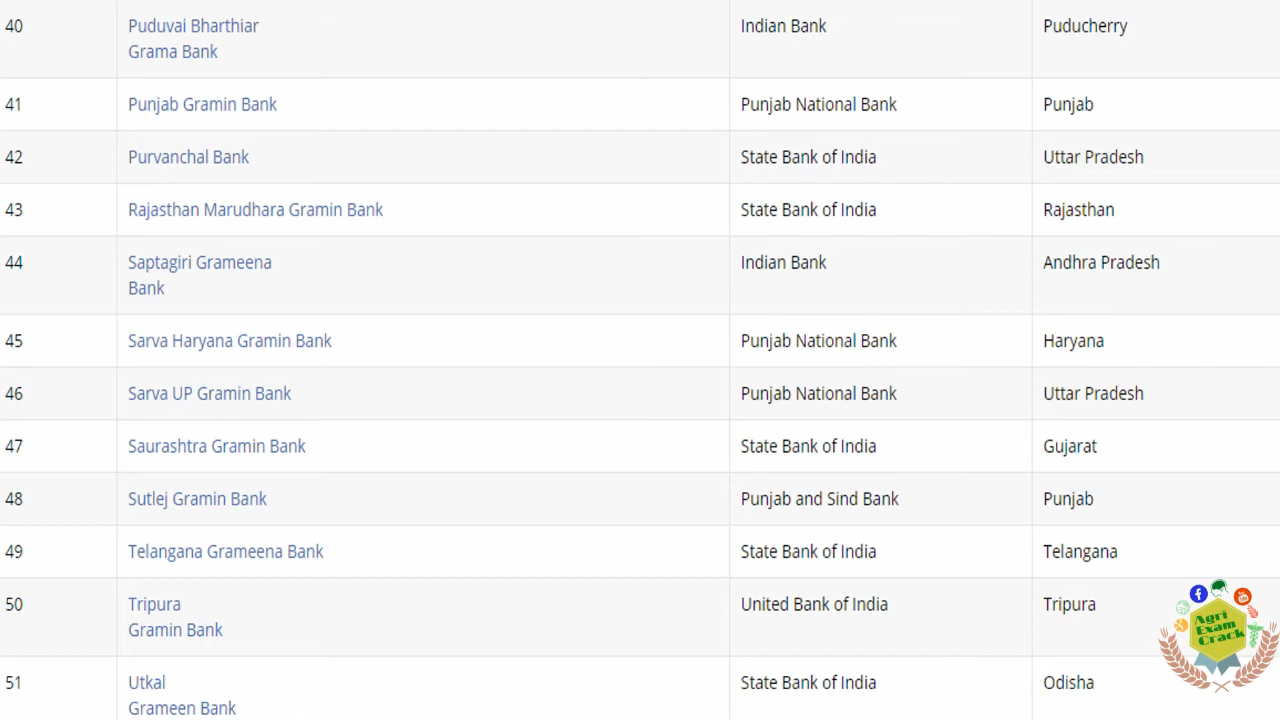 40 Puduvai Bharthiar Indian Bank Puducherry
Grama Bank
41 Punjab Gramin Bank Punjab National Bank Punjab
42 Purvanchal Bank State Bank of India Uttar Pradesh
43 Rajasthan Marudhara Gramin Bank State Bank of India Rajasthan
44 Saptagiri Grameena Indian Bank Andhra Pradesh
Bank
45 Sarva Haryana Gramin Bank Punjab National Bank Haryana
46 Sarva UP Gramin Bank Punjab National Bank Uttar Pradesh
47 Saurashtra Gramin Bank State Bank of India Gujarat
48 Sutlej Gramin Bank Punjab and Sind Bank Punjab
49 Telangana Grameena Bank State Bank of India Telangana
50 Tripura United Bank of India Tripura
Gramin Bank
51 Utkal State Bank of India Odisha
Grameen Bank
Agri
Exam
Crack